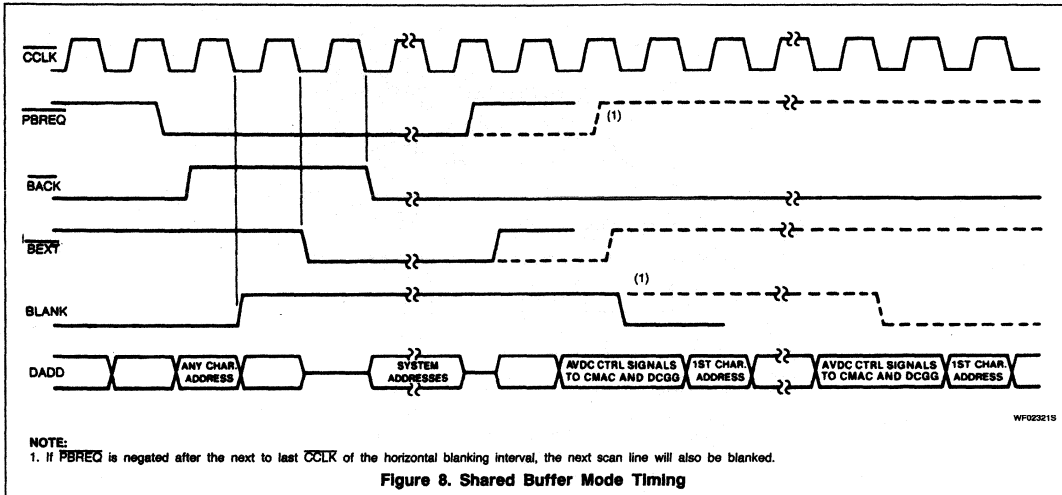 CCLK
PBREQ
(1)
BACK
BEXT
BLANK
(1)
DADD
ANY CHAR.
ADDRESS
SYSTEM
ADDRESSES
AVDC CTRL SIGNALS
TO CMAC AND DCGG
1ST CHAR.
ADDRESS
AVDC CTRL SIGNALS
TO CMAC AND DCGG
1ST CHAR.
ADDRESS
WF02321S
NOTE:
1. If PBREQ is negated after the next to last CCLK of the horizontal blanking interval, the next scan line will also be blanked.
Figure 8. Shared Buffer Mode Timing